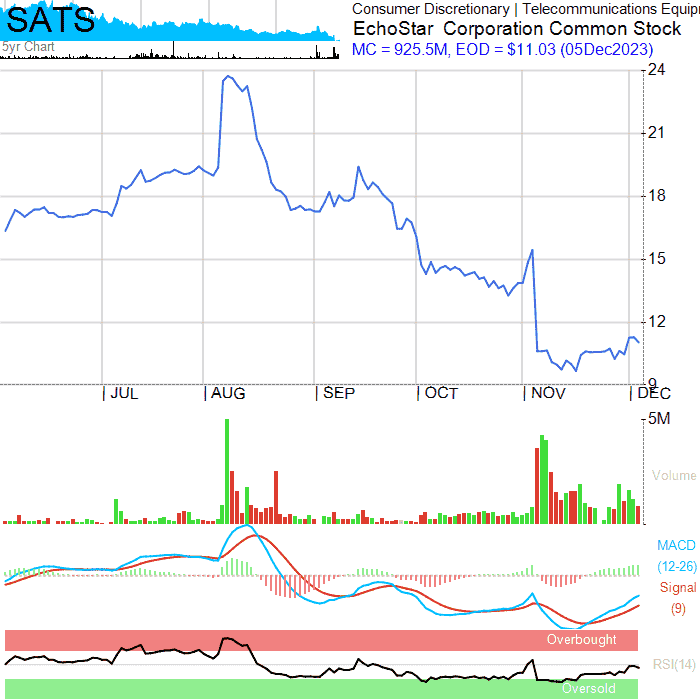 SATS
5yr Chart
Consumer Discretionary | Telecommunications Equip
EchoStar Corporation Common Stock
MC = 925.5M, EOD = $11.03 (05Dec2023)
24
21
18
15
12
9
JUL AUG SEP OCT NOV DEC
5M
Volume
MACD
(12-26)
Signal
(9)
Overbought
RSI(14)
Oversold